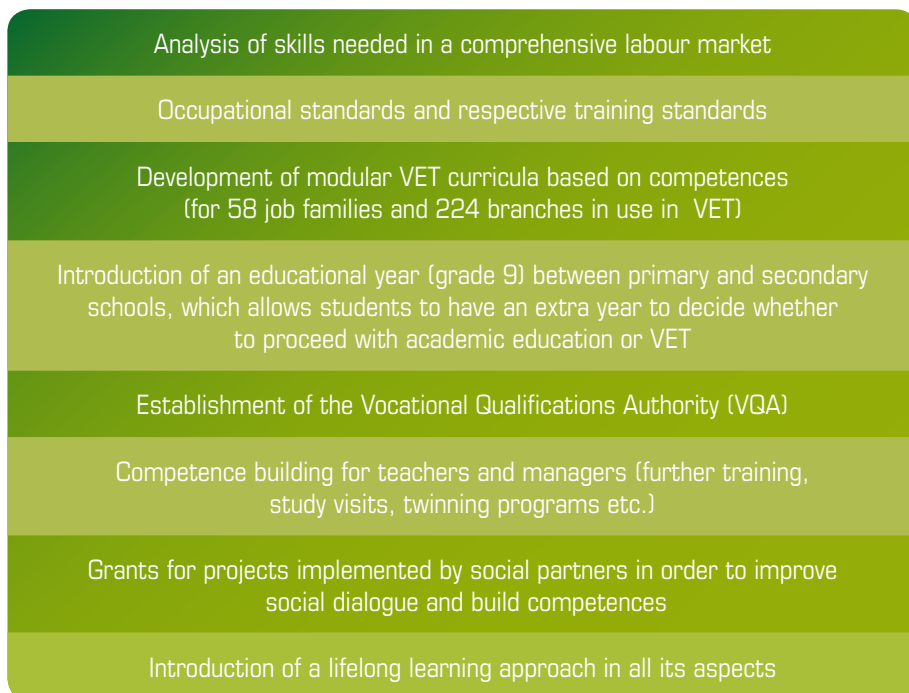 Analysis of skills needed in a comprehensive labour market
Occupational standards and respective training standards
Development of modular VET curricula based on competences
(for 58 job families and 224 branches in use in VET)
Introduction of an educational year (grade 9) between primary and secondary
schools, which allows students to have an extra year to decide whether
to proceed with academic education or VET
Establishment of the Vocational Qualifications Authority (VQA)
Competence building for teachers and managers (further training,
study visits, twinning programs etc.)
Grants for projects implemented by social partners in order to improve
social dialogue and build competences
Introduction of a lifelong learning approach in all its aspects